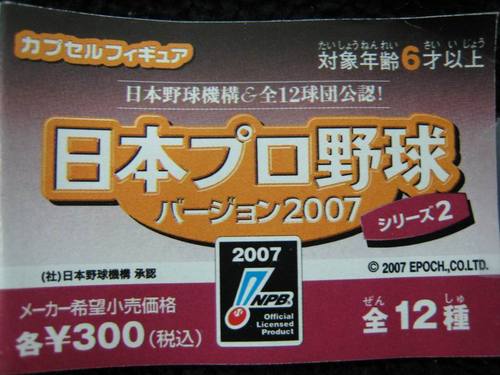 カプセルフィギュア
たいしょうねんれい さいいじょう
対象年齢6才以上
日本野球機構&全12球団公認!
日本プロ野球
バージョン2007
シリーズ2
2007
NPB
Official
Licensed
Product
(社)日本野球機構 承認
© 2007 EPOCH.,CO.LTD.
メーカー希望小売価格
各¥300(税込)
ぜん しゅ
全12種